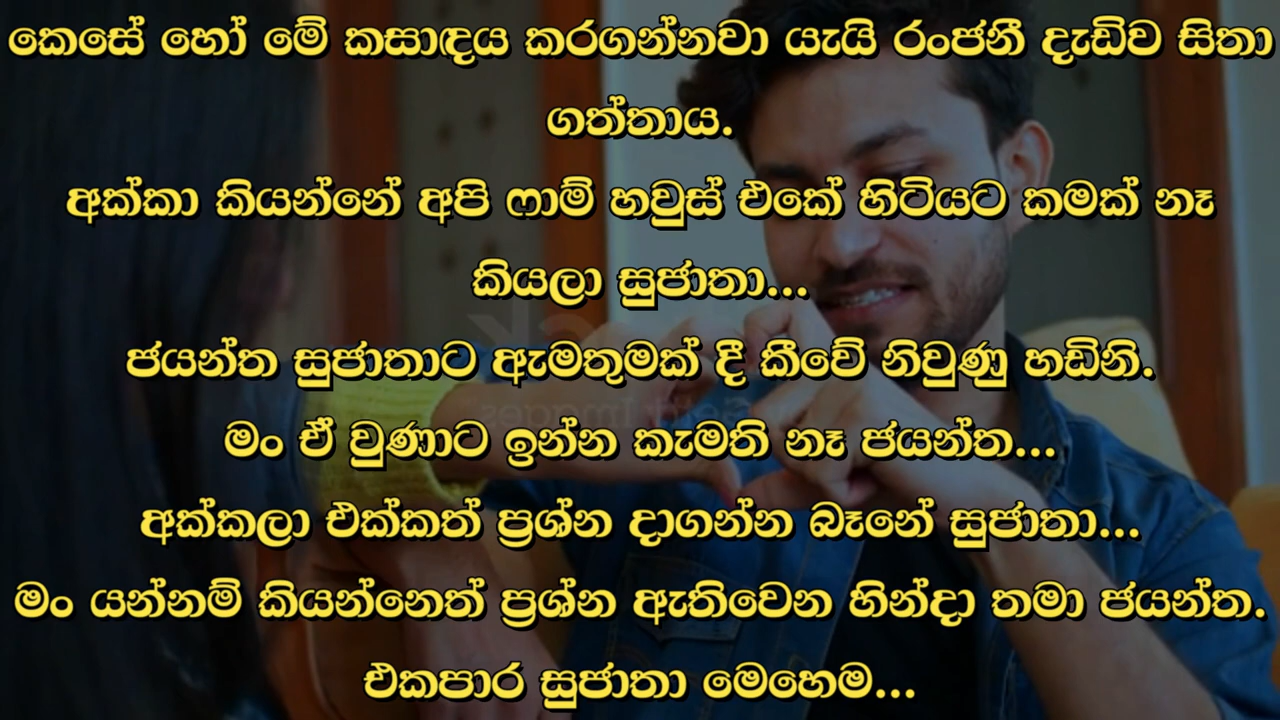 කෙසේ හෝ මේ කසාඳය කරගන්නවා යැයි රංජනී දැඩිව සිතා
ගත්තාය.
අක්කා කියන්නේ අපි ෆාම් හවුස් එකේ හිටියට කමක් නෑ
කියලා සුජාතා...
ජයන්ත සුජාතාට ඇමතුමක් දී කීවේ නිවුණු හඩිනි.
මං ඒ වුණාට ඉන්න කැමති නෑ ජයන්ත...
අක්කලා එක්කත් ප්‍රශ්න දාගන්න බෑනේ සුජාතා...
මං යන්නම් කියන්නෙත් ප්‍රශ්න ඇතිවෙන හින්දා තමා ජයන්ත.
එකපාර සුජාතා මෙහෙම...